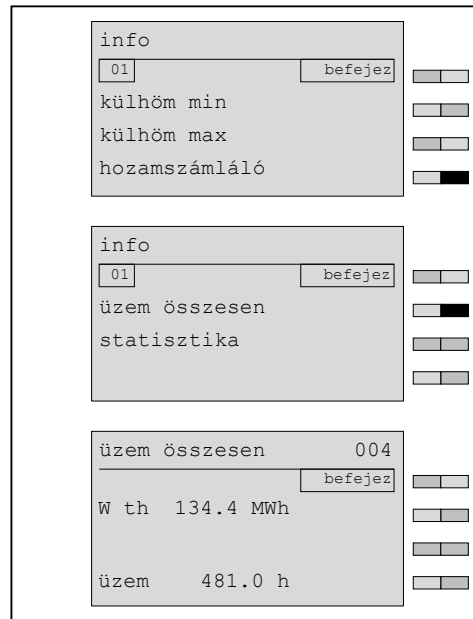 info
01 befejez
külhöm min
külhöm max
hozamszámláló
info
01 befejez
üzem összesen
statisztika
üzem összesen 004
befejez
W th 134.4 MWh
üzem 481.0 h